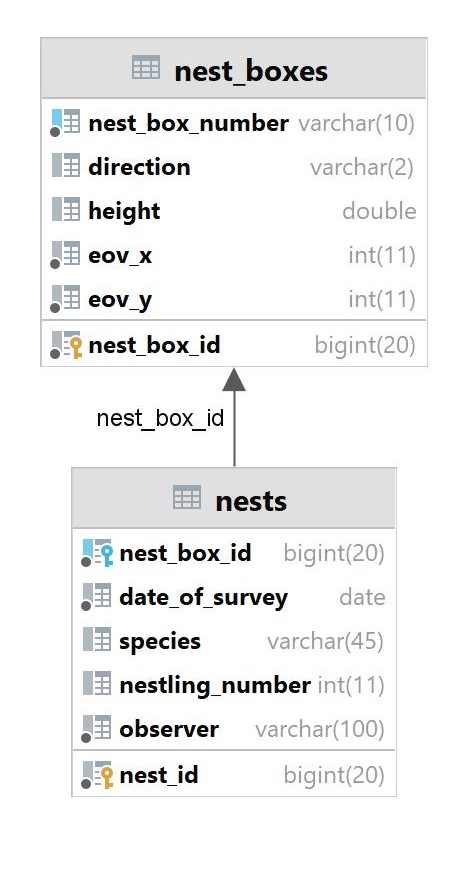 nest_boxes
nest_box_number varchar(10)
direction varchar(2)
height double
eov_x int(11)
eov_y int(11)
nest_box_id bigint(20)
nest_box_id
nests
nest_box_id bigint(20)
date_of_survey date
species varchar(45)
nestling_number int(11)
observer varchar(100)
nest_id bigint(20)